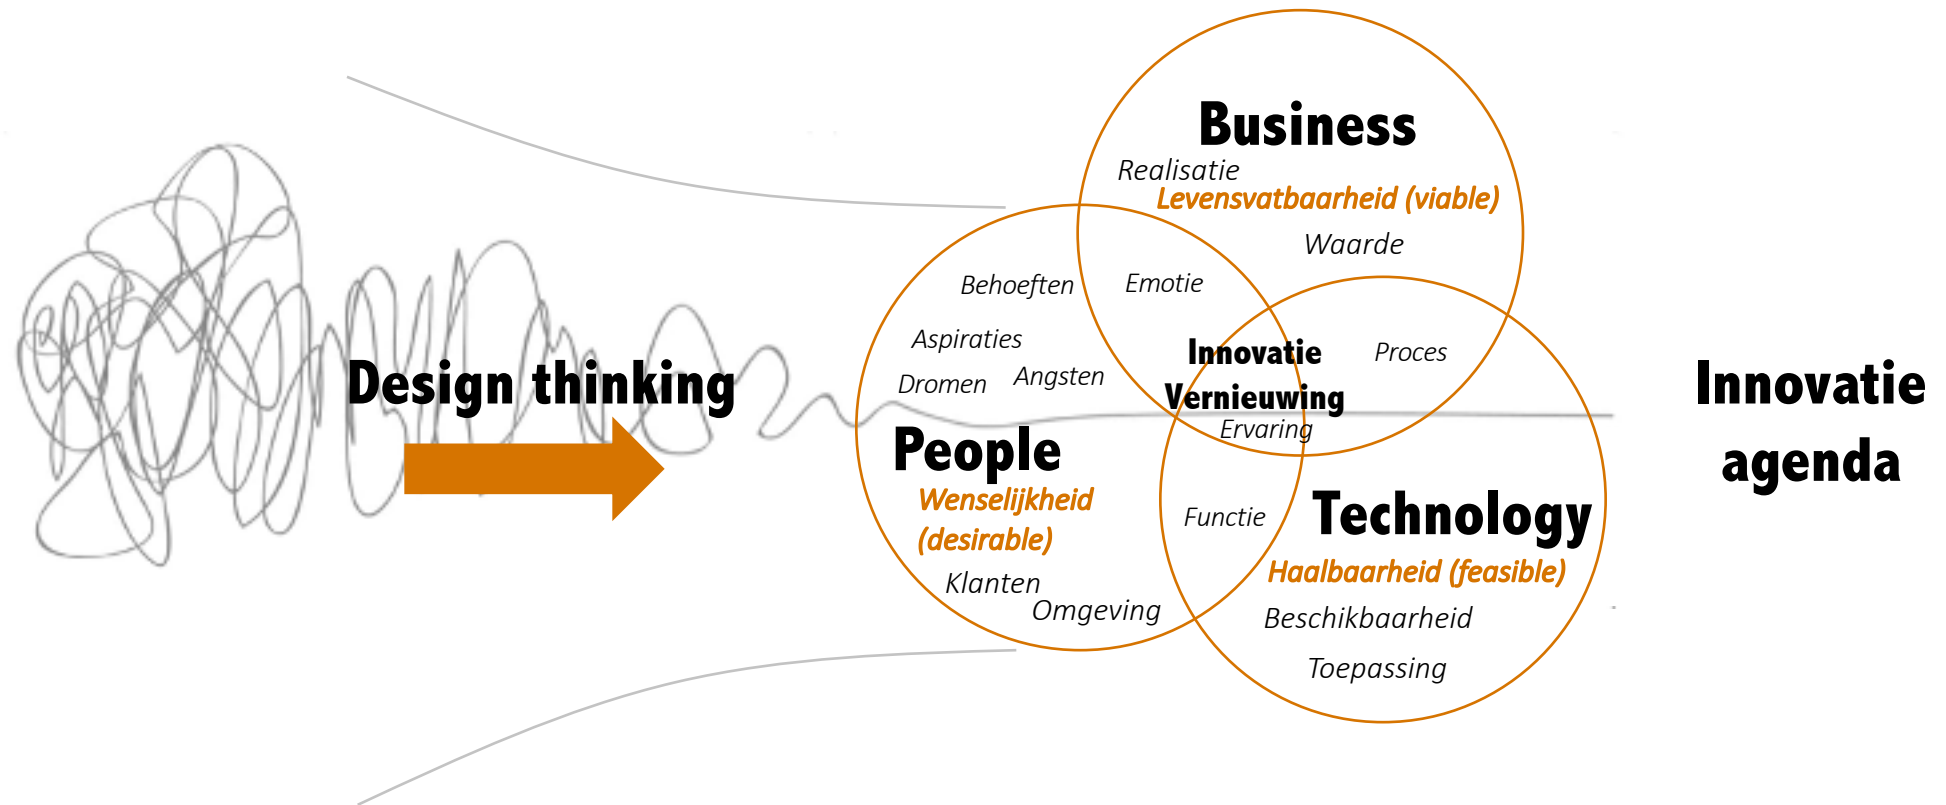 Design thinking
Business
Realisatie
Levensvatbaarheid (viable)
Waarde
Behoeften
Emotie
Aspiraties
Dromen
Angsten
Innovatie
Vernieuwing
Ervaring
Proces
People
Wenselijkheid
(desirable)
Klanten
Omgeving
Functie
Technology
Haalbaarheid (feasible)
Beschikbaarheid
Toepassing
Innovatie
agenda